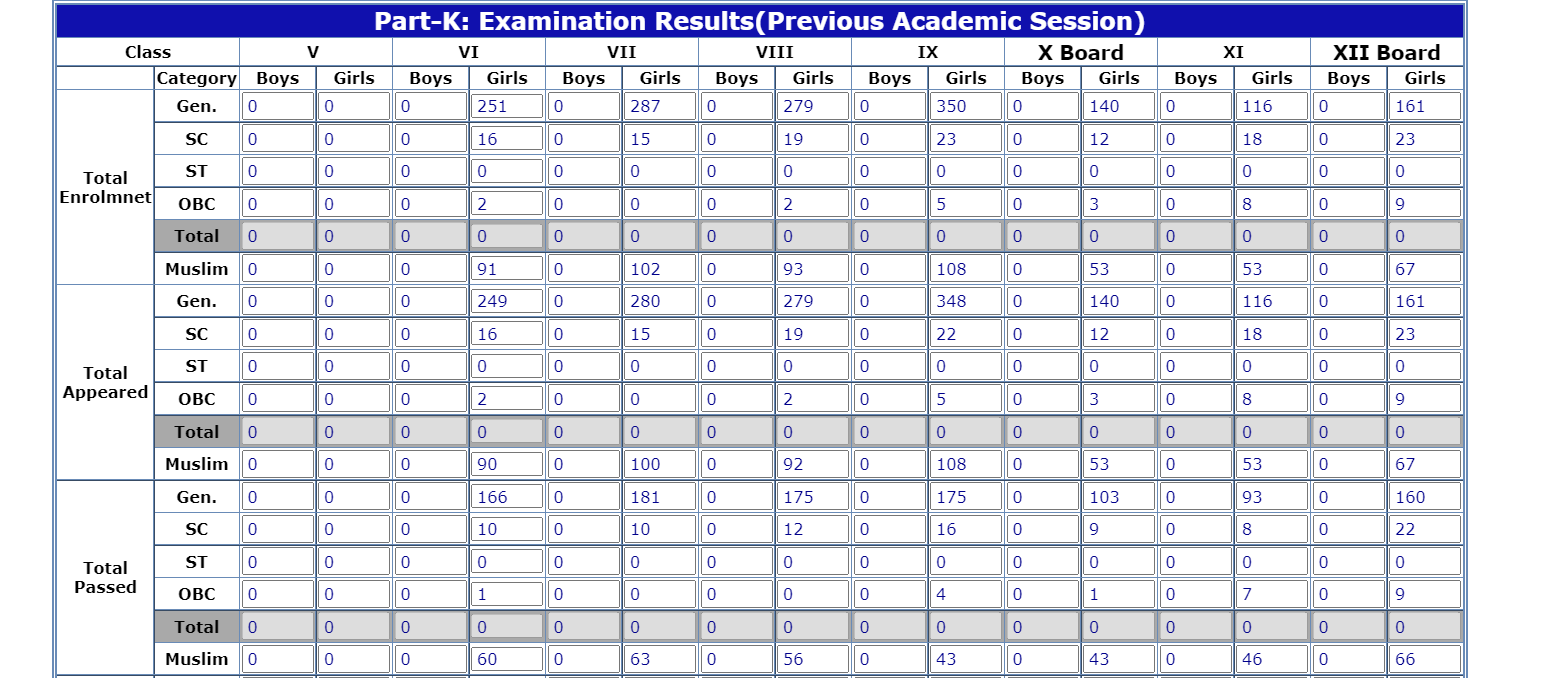 Part-K: Examination Results(Previous Academic Session)
Class V VI VII VIII IX X Board XI XII Board
Category Boys Girls Boys Girls Boys Girls Boys Girls Boys Girls Boys Girls Boys Girls Boys Girls
Total Enrolmnet
Gen. 0 0 0 251 0 287 0 279 0 350 0 140 0 116 0 161
SC 0 0 0 16 0 15 0 19 0 23 0 12 0 18 0 23
ST 0 0 0 0 0 0 0 0 0 0 0 0 0 0 0 0
OBC 0 0 0 2 0 0 0 2 0 5 0 3 0 8 0 9
Total 0 0 0 0 0 0 0 0 0 0 0 0 0 0 0 0
Muslim 0 0 0 91 0 102 0 93 0 108 0 53 0 53 0 67
Total Appeared
Gen. 0 0 0 249 0 280 0 279 0 348 0 140 0 116 0 161
SC 0 0 0 16 0 15 0 19 0 22 0 12 0 18 0 23
ST 0 0 0 0 0 0 0 0 0 0 0 0 0 0 0 0
OBC 0 0 0 2 0 0 0 2 0 5 0 3 0 8 0 9
Total 0 0 0 0 0 0 0 0 0 0 0 0 0 0 0 0
Muslim 0 0 0 90 0 100 0 92 0 108 0 53 0 53 0 67
Total Passed
Gen. 0 0 0 166 0 181 0 175 0 175 0 103 0 93 0 160
SC 0 0 0 10 0 10 0 12 0 16 0 9 0 8 0 22
ST 0 0 0 0 0 0 0 0 0 0 0 0 0 0 0 0
OBC 0 0 0 1 0 0 0 0 0 4 0 1 0 7 0 9
Total 0 0 0 0 0 0 0 0 0 0 0 0 0 0 0 0
Muslim 0 0 0 60 0 63 0 56 0 43 0 43 0 46 0 66